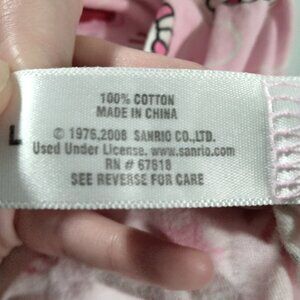 100% COTTON
MADE IN CHINA
L
© 1976,2008 SANRIO CO.,LTD.
Used Under License. www.sanrio.com
RN # 67818
SEE REVERSE FOR CARE